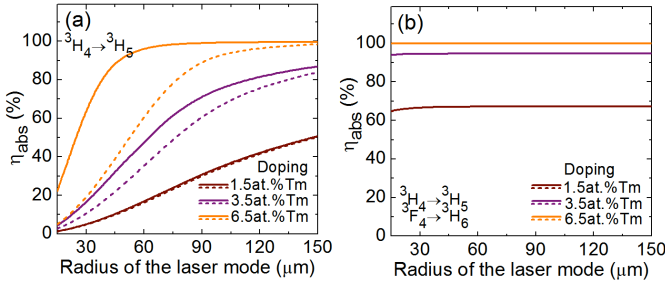 (a)
³H₄→³H₅
η_abs (%)
100
80
60
40
20
0
Doping
1.5at.%Tm
3.5at.%Tm
6.5at.%Tm
30 60 90 120 150
Radius of the laser mode (μm)
(b)
η_abs (%)
100
80
60
40
20
0
Doping
1.5at.%Tm
3.5at.%Tm
6.5at.%Tm
³H₄→³H₅
³F₄→³H₆
30 60 90 120 150
Radius of the laser mode (μm)